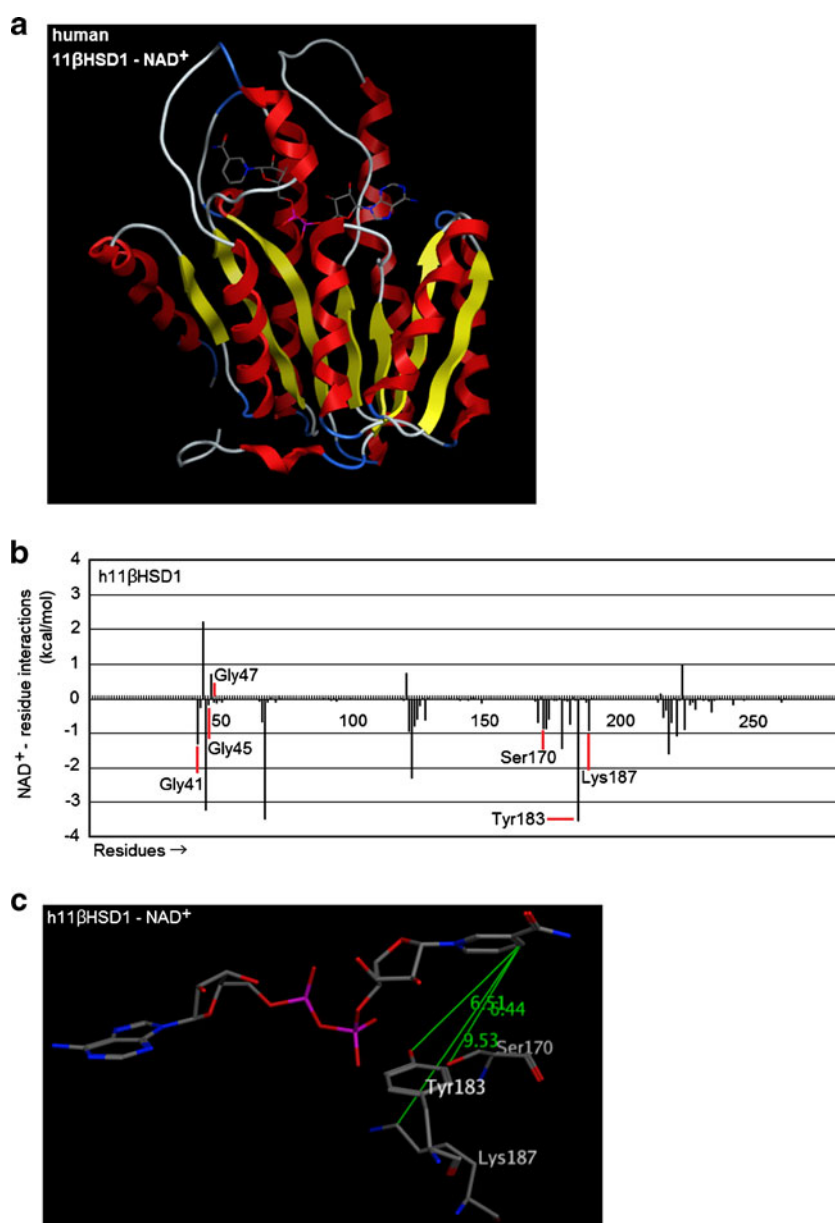 a
human
11βHSD1 - NAD+
b
NAD+ - residue interactions
(kcal/mol)
4
3
2
1
0
-1
-2
-3
-4
h11βHSD1
Gly47
50
100
150
200
250
Gly45
Gly41
Ser170
Lys187
Tyr183
Residues →
c
h11βHSD1 - NAD+
6.51
6.44
9.53
Ser170
Tyr183
Lys187